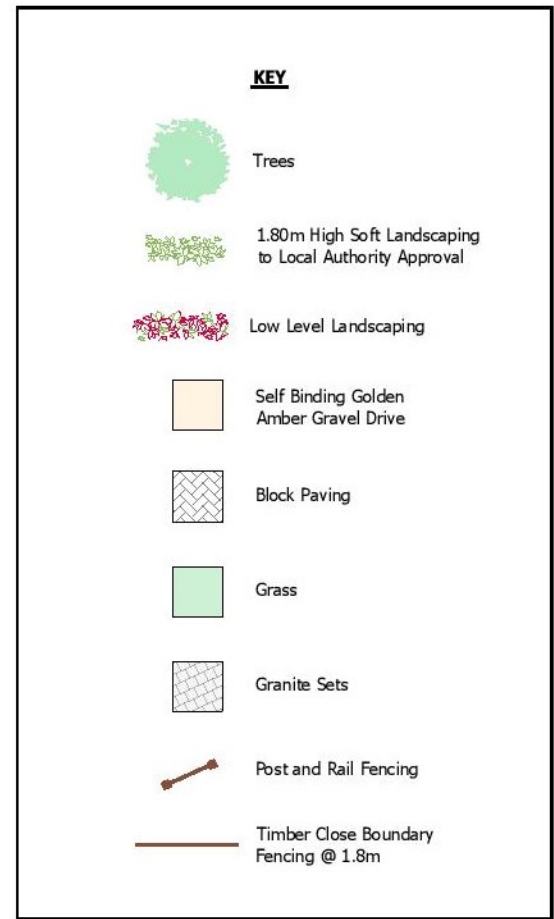 KEY
Trees
1.80m High Soft Landscaping
to Local Authority Approval
Low Level Landscaping
Self Binding Golden
Amber Gravel Drive
Block Paving
Grass
Granite Sets
Post and Rail Fencing
Timber Close Boundary
Fencing @ 1.8m